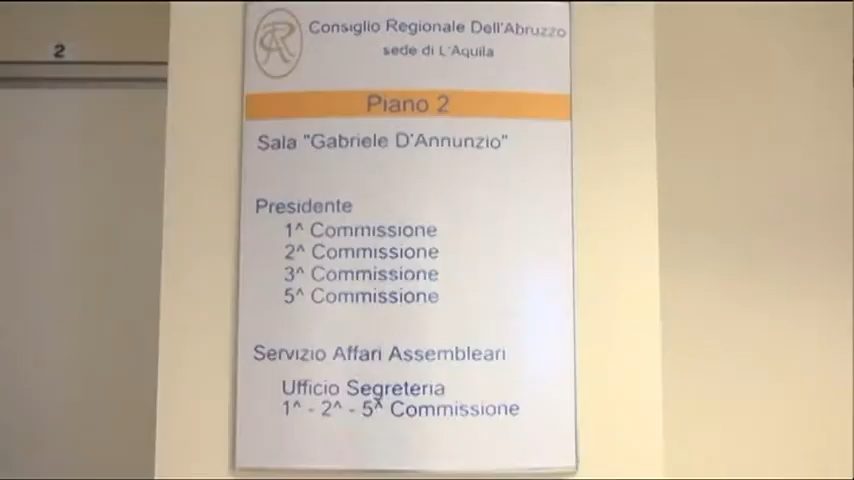 2
Consiglio Regionale Dell'Abruzzo
sede di L'Aquila
Piano 2
Sala "Gabriele D'Annunzio"
Presidente
1^ Commissione
2^ Commissione
3^ Commissione
5^ Commissione
Servizio Affari Assembleari
Ufficio Segreteria
1^ - 2^ - 5^ Commissione